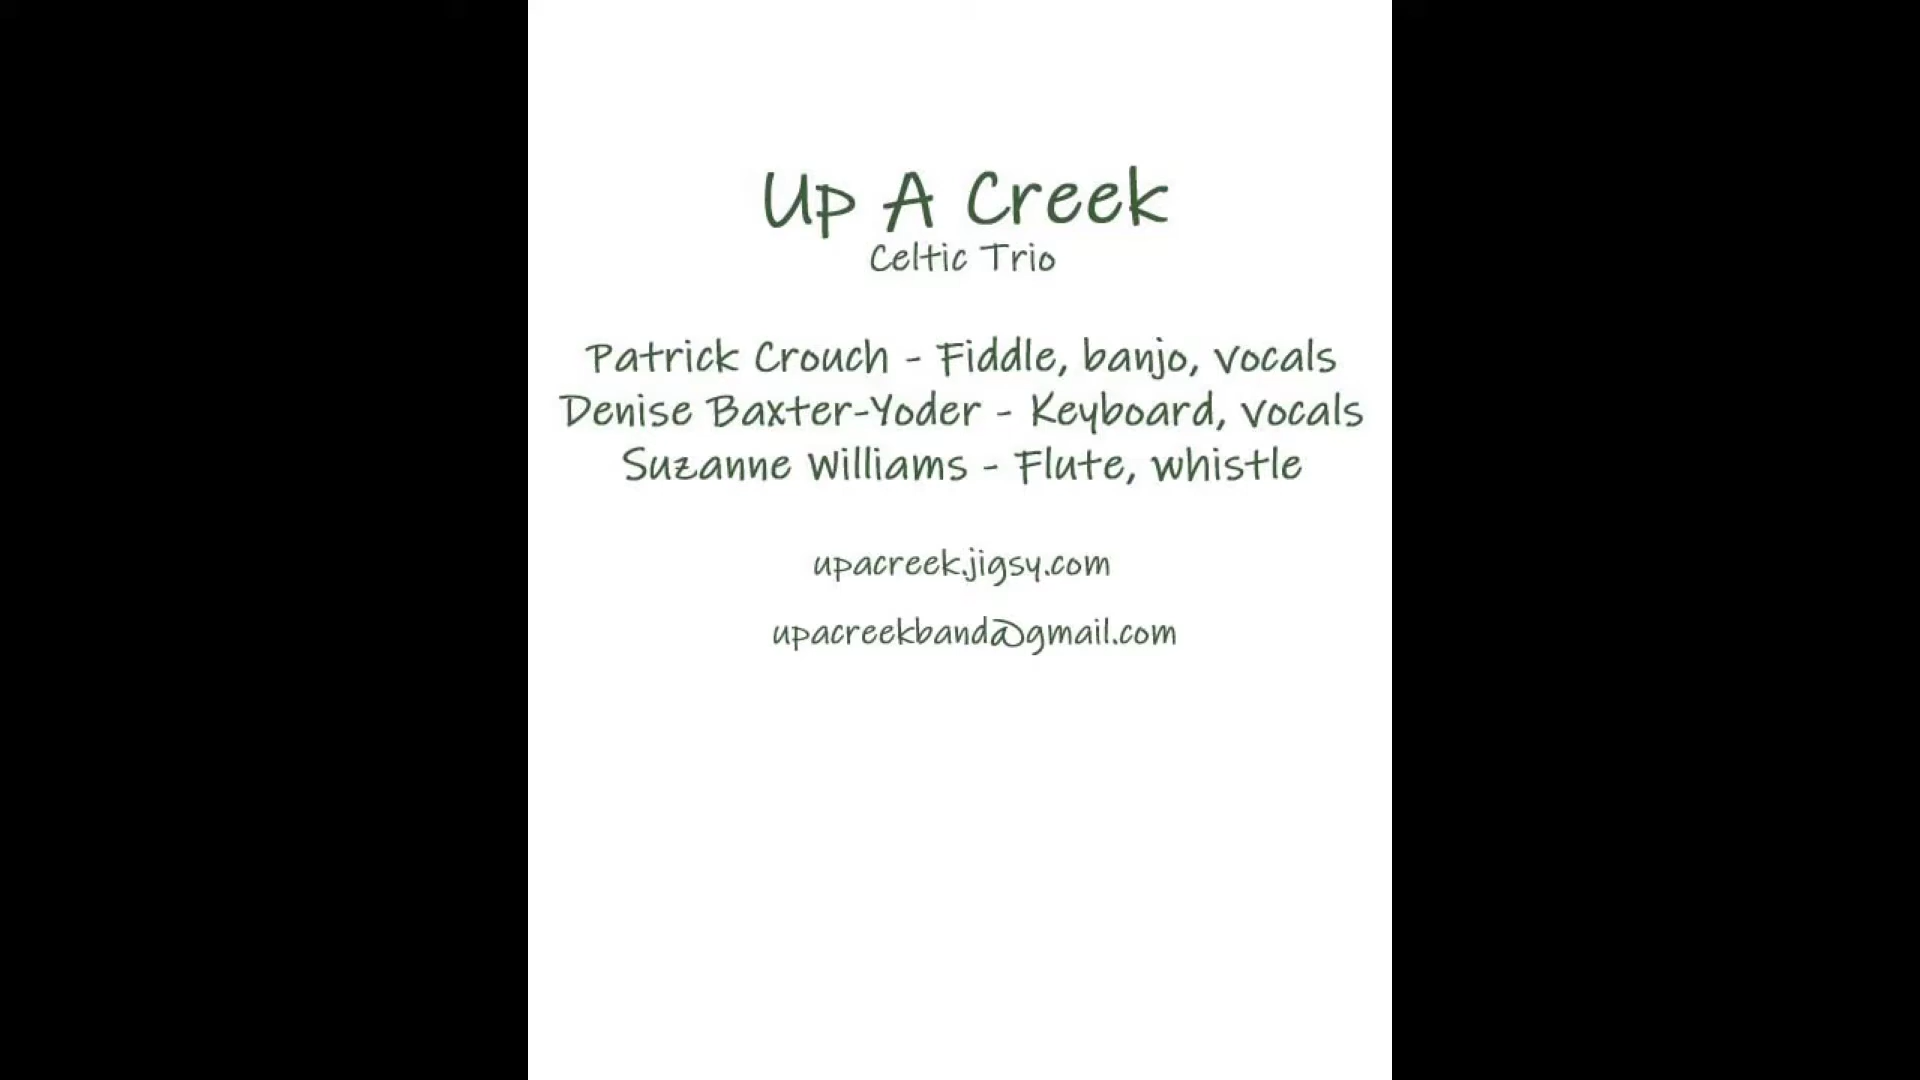 Up A Creek
Celtic Trio
Patrick Crouch - Fiddle, banjo, vocals
Denise Baxter-Yoder - Keyboard, vocals
Suzanne Williams - Flute, whistle
upacreek.jigsy.com
upacreekband@gmail.com